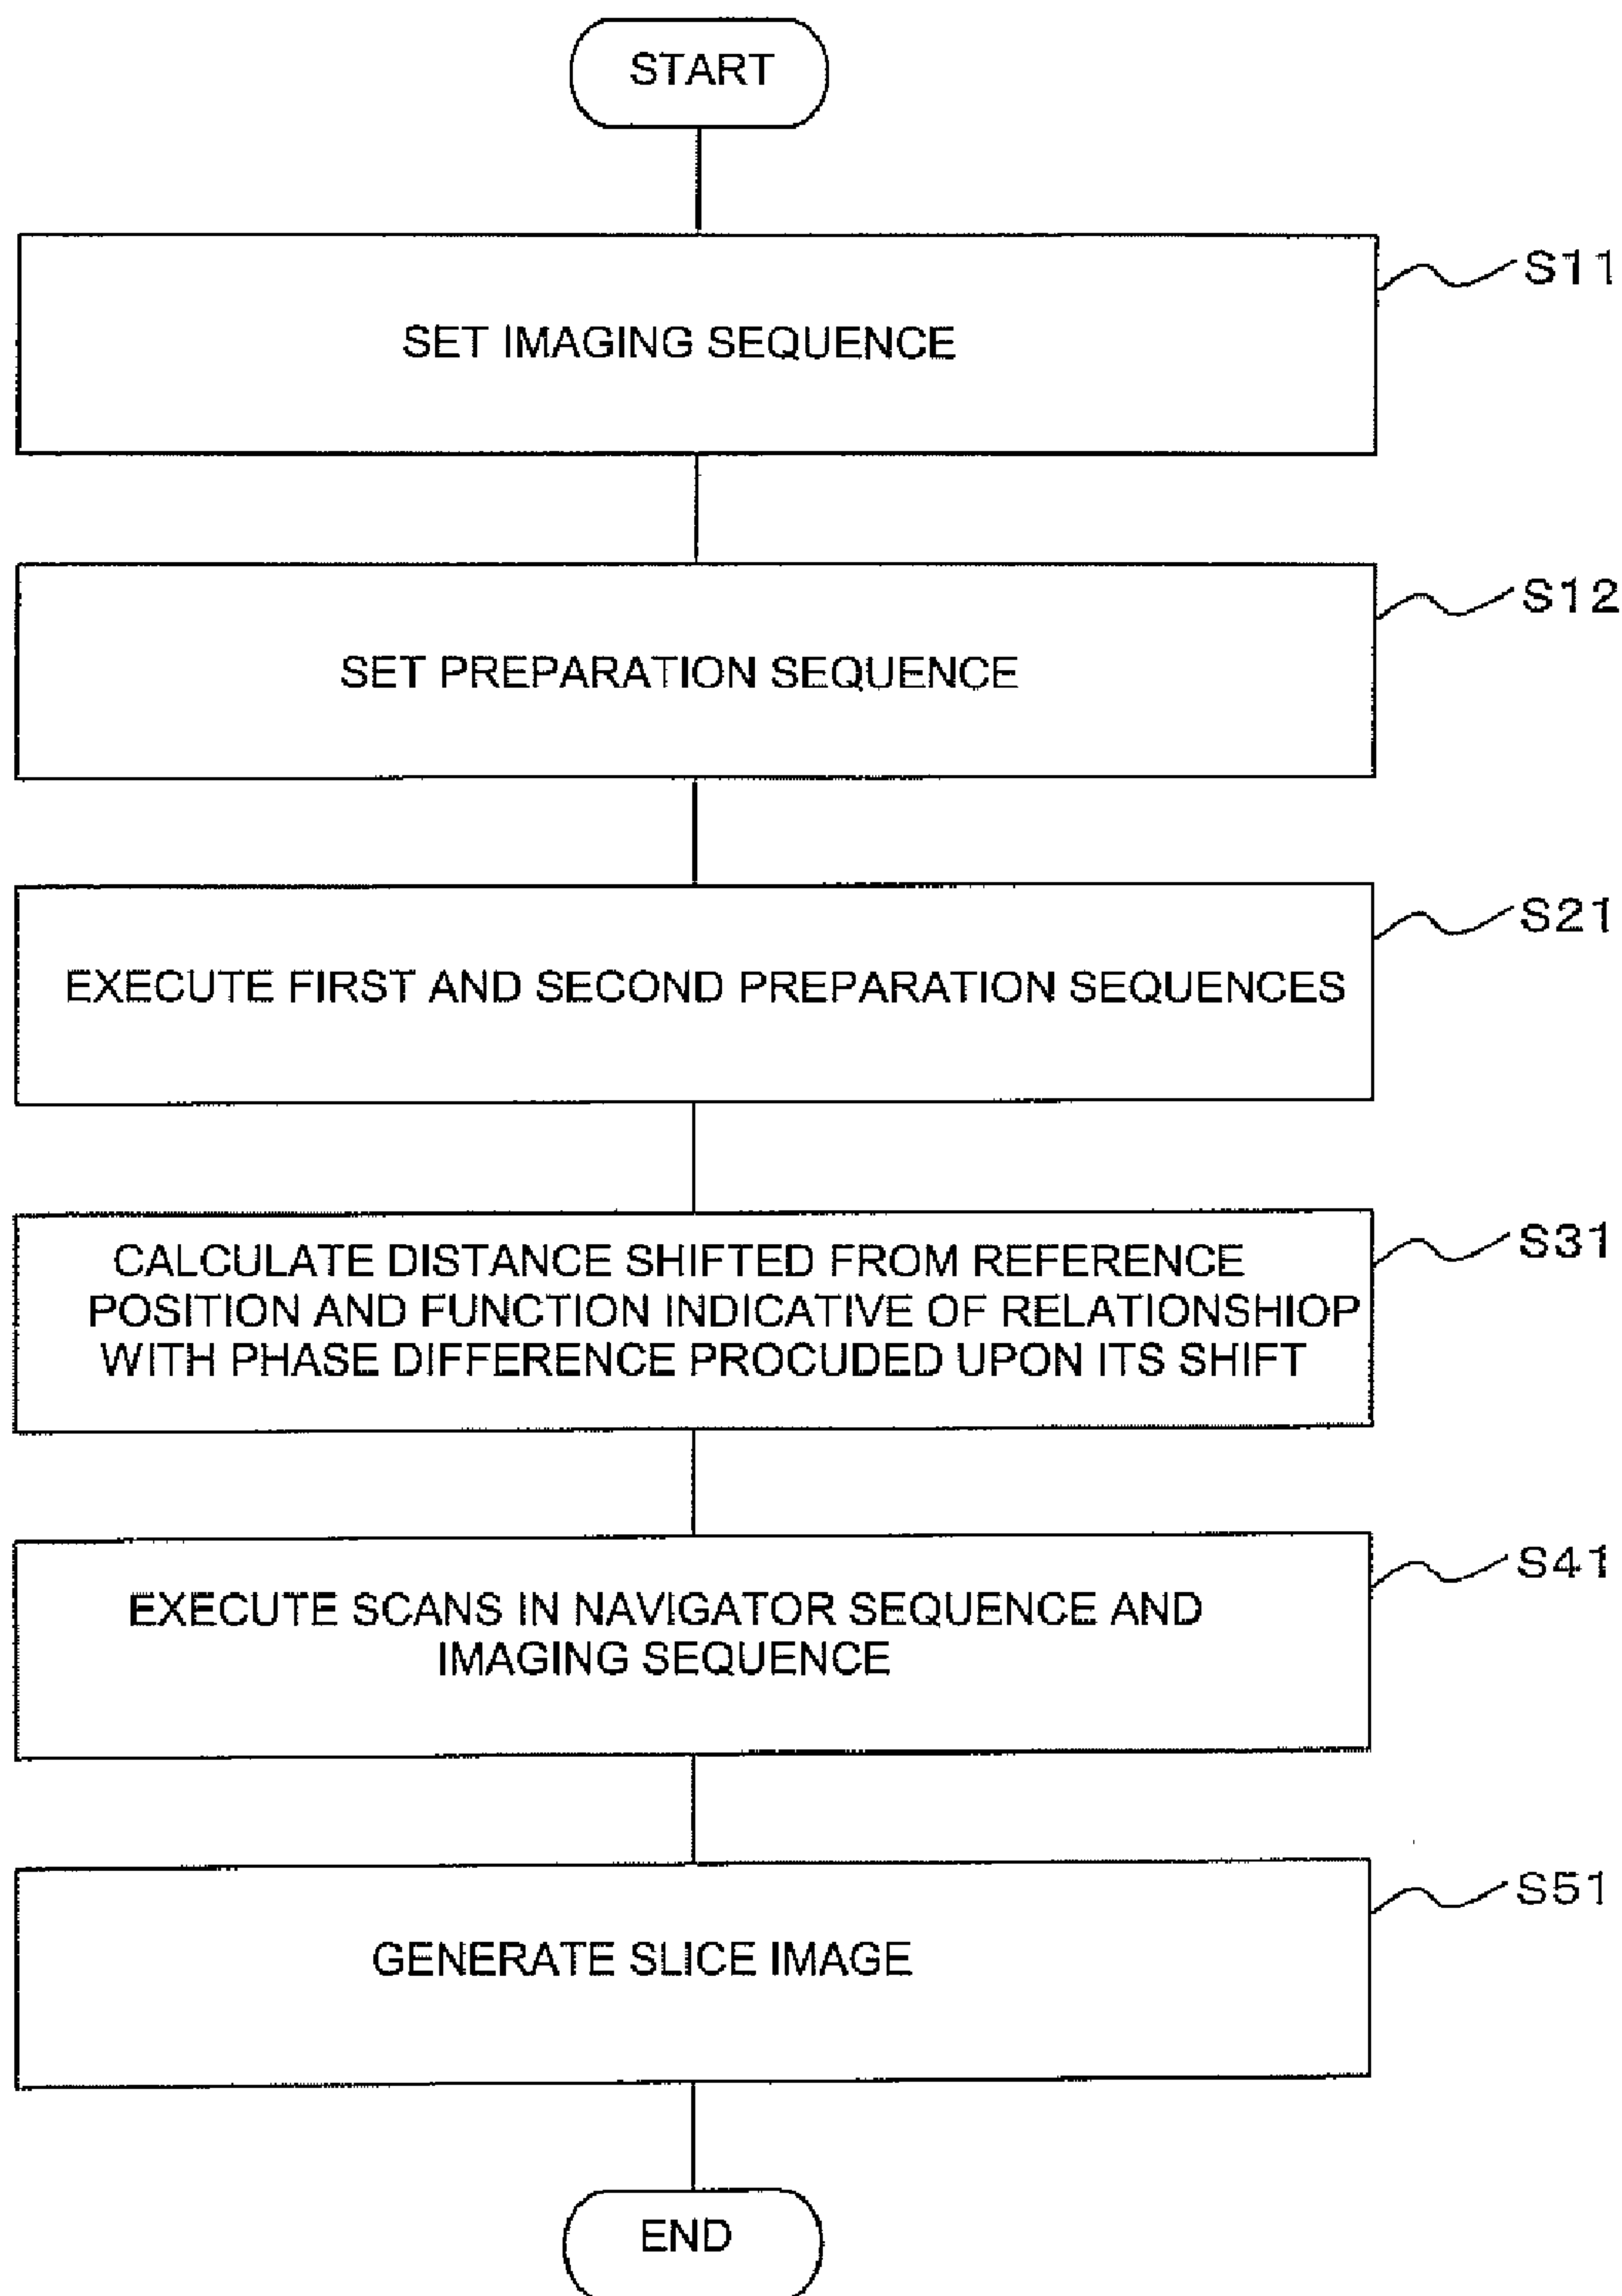 START
S11
SET IMAGING SEQUENCE
S12
SET PREPARATION SEQUENCE
S21
EXECUTE FIRST AND SECOND PREPARATION SEQUENCES
S31
CALCULATE DISTANCE SHIFTED FROM REFERENCE
POSITION AND FUNCTION INDICATIVE OF RELATIONSHIOP
WITH PHASE DIFFERENCE PROCUDED UPON ITS SHIFT
S41
EXECUTE SCANS IN NAVIGATOR SEQUENCE AND
IMAGING SEQUENCE
S51
GENERATE SLICE IMAGE
END